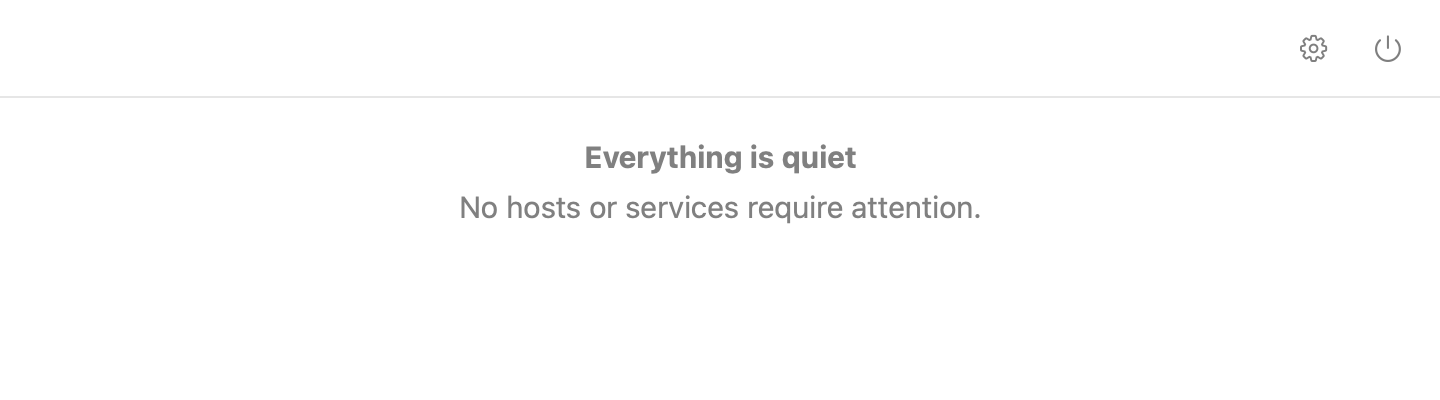 Everything is quiet
No hosts or services require attention.